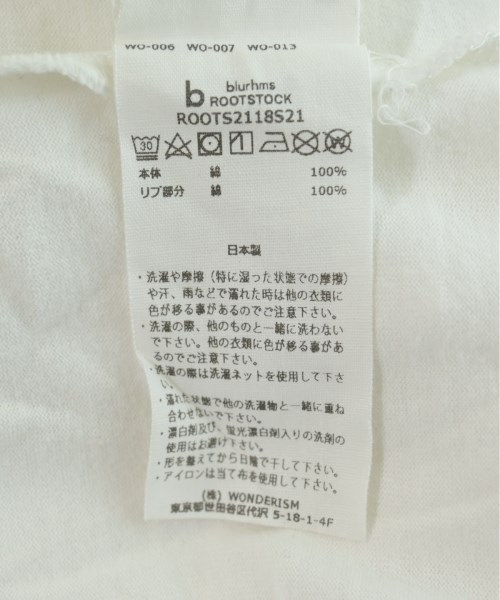 WO-006 WO-007 WO-013
b blurhms
ROOTSTOCK
ROOTS2118S21
30
本体 綿 100%
リブ部分 綿 100%
日本製
・洗濯や摩擦（特に湿った状態での摩擦）
や汗、雨などで濡れた時は他の衣類に
色が移る事があるのでご注意下さい。
・洗濯の際、他のものと一緒に洗わない
で下さい。他の衣類に色が移る事があ
るのでご注意下さい。
・洗濯の際は洗濯ネットを使用して下さ
い。
・濡れた状態で他の洗濯物と一緒に重ね
合わせないで下さい。
・漂白剤及び、蛍光漂白剤入りの洗剤の
使用はお避け下さい。
・形を整えてから日陰で干して下さい。
・アイロンは当て布を使用して下さい。
(株) WONDERISM
東京都世田谷区代沢 5-18-1-4F